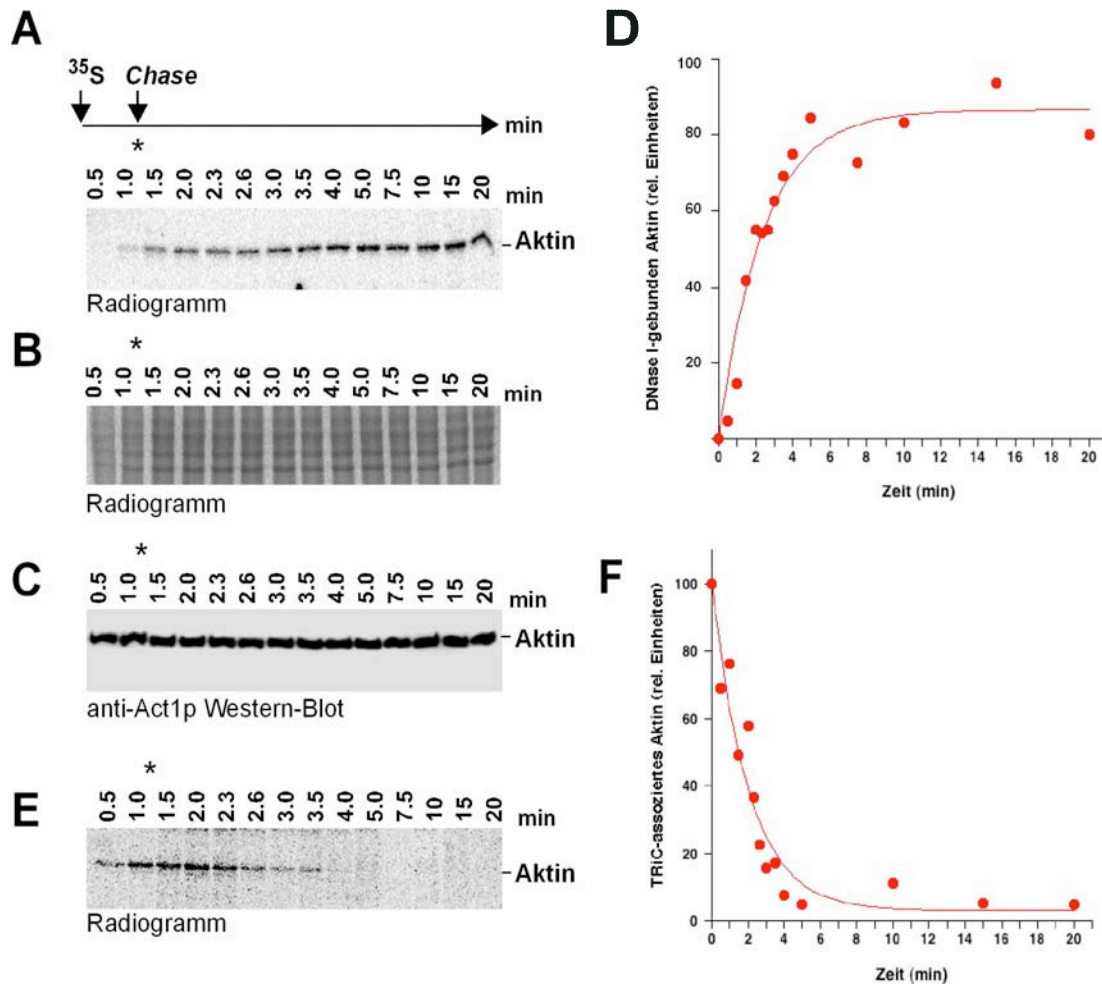 A
35S Chase
min
*
0.5 1.0 1.5 2.0 2.3 2.6 3.0 3.5 4.0 5.0 7.5 10 15 20 min
Aktin
Radiogramm
B
*
0.5 1.0 1.5 2.0 2.3 2.6 3.0 3.5 4.0 5.0 7.5 10 15 20 min
Radiogramm
C
*
0.5 1.0 1.5 2.0 2.3 2.6 3.0 3.5 4.0 5.0 7.5 10 15 20 min
Aktin
anti-Act1p Western-Blot
E
*
0.5 1.0 1.5 2.0 2.3 2.6 3.0 3.5 4.0 5.0 7.5 10 15 20 min
Aktin
Radiogramm
D
DNase I-gebunden Aktin (rel. Einheiten)
100
80
60
40
20
0 2 4 6 8 10 12 14 16 18 20
Zeit (min)
F
TRiC-assoziertes Aktin (rel. Einheiten)
100
80
60
40
20
0
0 2 4 6 8 10 12 14 16 18 20
Zeit (min)